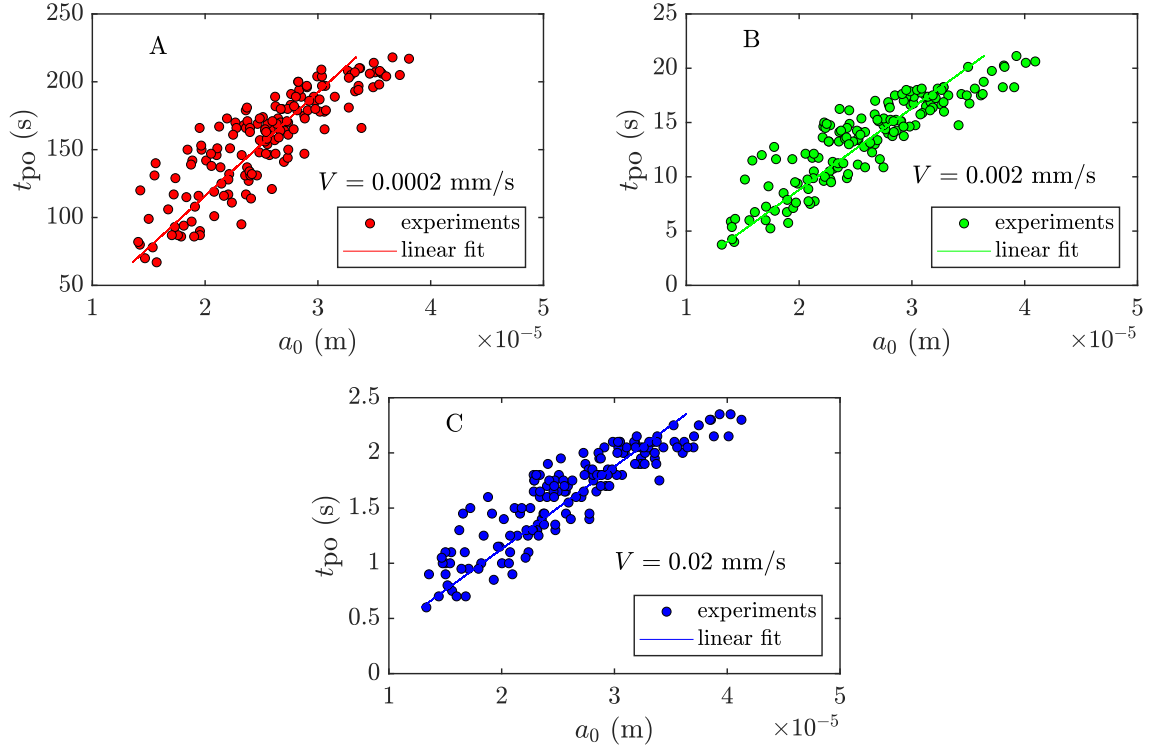 A
250
200
150
100
50
t_po (s)
V = 0.0002 mm/s
experiments
linear fit
1 2 3 4 5
a_0 (m)
×10^-5
B
25
20
15
10
5
0
t_po (s)
V = 0.002 mm/s
experiments
linear fit
1 2 3 4 5
a_0 (m)
×10^-5
C
2.5
2
1.5
1
0.5
0
t_po (s)
V = 0.02 mm/s
experiments
linear fit
1 2 3 4 5
a_0 (m)
×10^-5